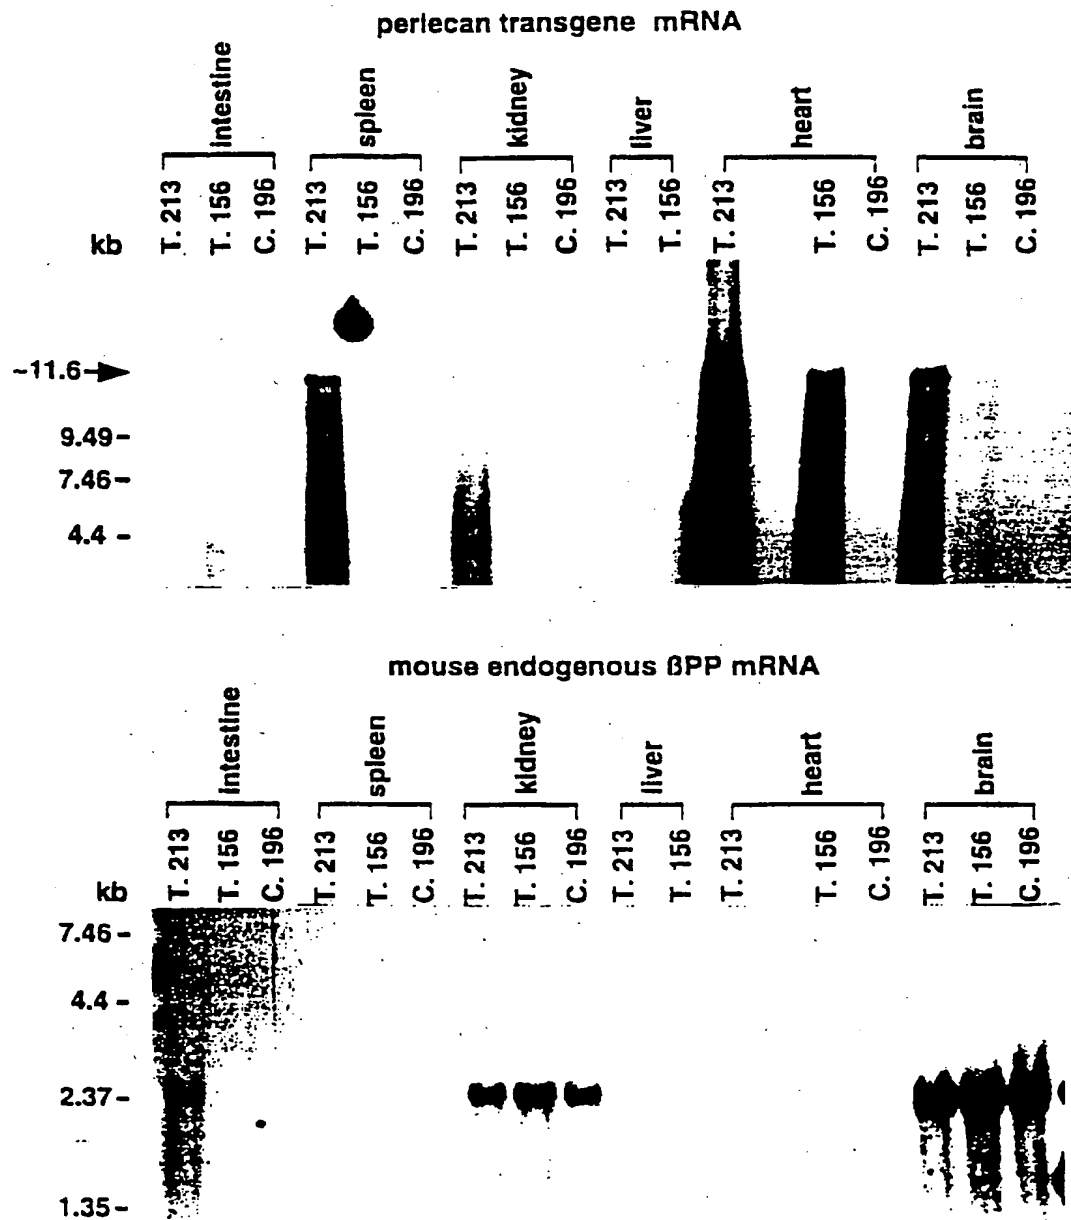 perlecan transgene mRNA
intestine spleen kidney liver heart brain
kb T. 213 T. 156 C. 196 T. 213 T. 156 C. 196 T. 213 T. 156 C. 196 T. 213 T. 156 T. 213 T. 156 C. 196 T. 213 T. 156 C. 196
~11.6
9.49-
7.46-
4.4 -
mouse endogenous ßPP mRNA
intestine spleen kidney liver heart brain
kb T. 213 T. 156 C. 196 T. 213 T. 156 C. 196 T. 213 T. 156 C. 196 T. 213 T. 156 T. 213 T. 156 C. 196 T. 213 T. 156 C. 196
7.46-
4.4 -
2.37-
1.35-